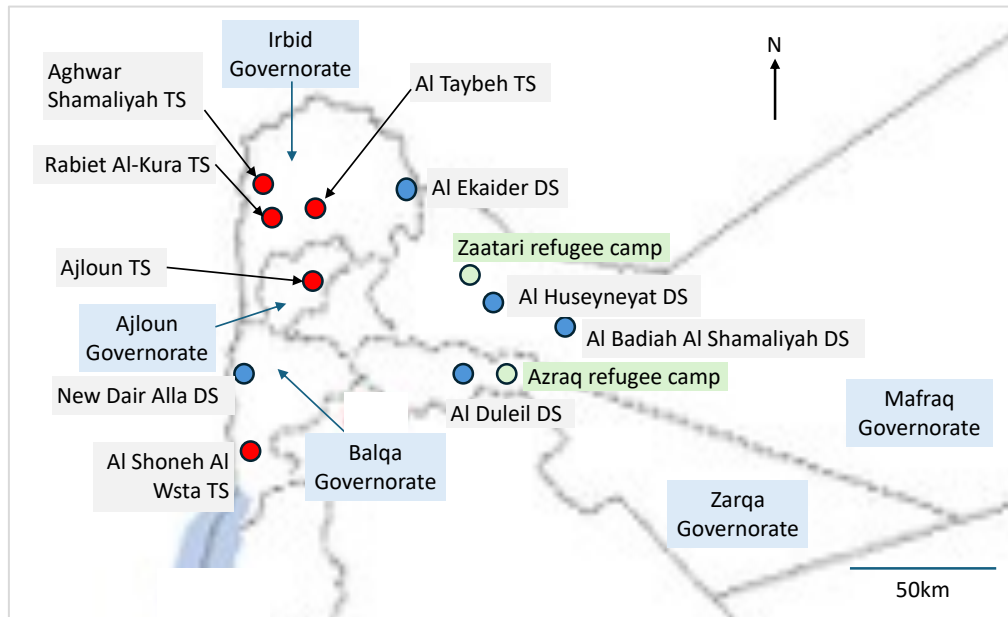 Irbid
Governorate
Aghwar
Shamaliyah TS
Al Taybeh TS
N
Rabiet Al-Kura TS
Al Ekaider DS
Zaatari refugee camp
Ajloun TS
Al Huseyneyat DS
Ajloun
Governorate
Al Badiah Al Shamaliyah DS
New Dair Alla DS
Azraq refugee camp
Al Duleil DS
Mafraq
Governorate
Al Shoneh Al
Wsta TS
Balqa
Governorate
Zarqa
Governorate
50km